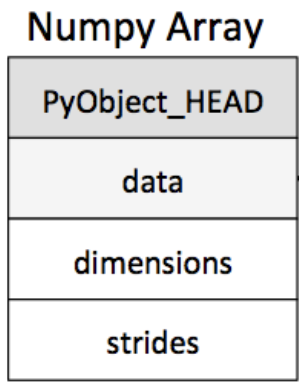 Numpy Array
PyObject_HEAD
data
dimensions
strides